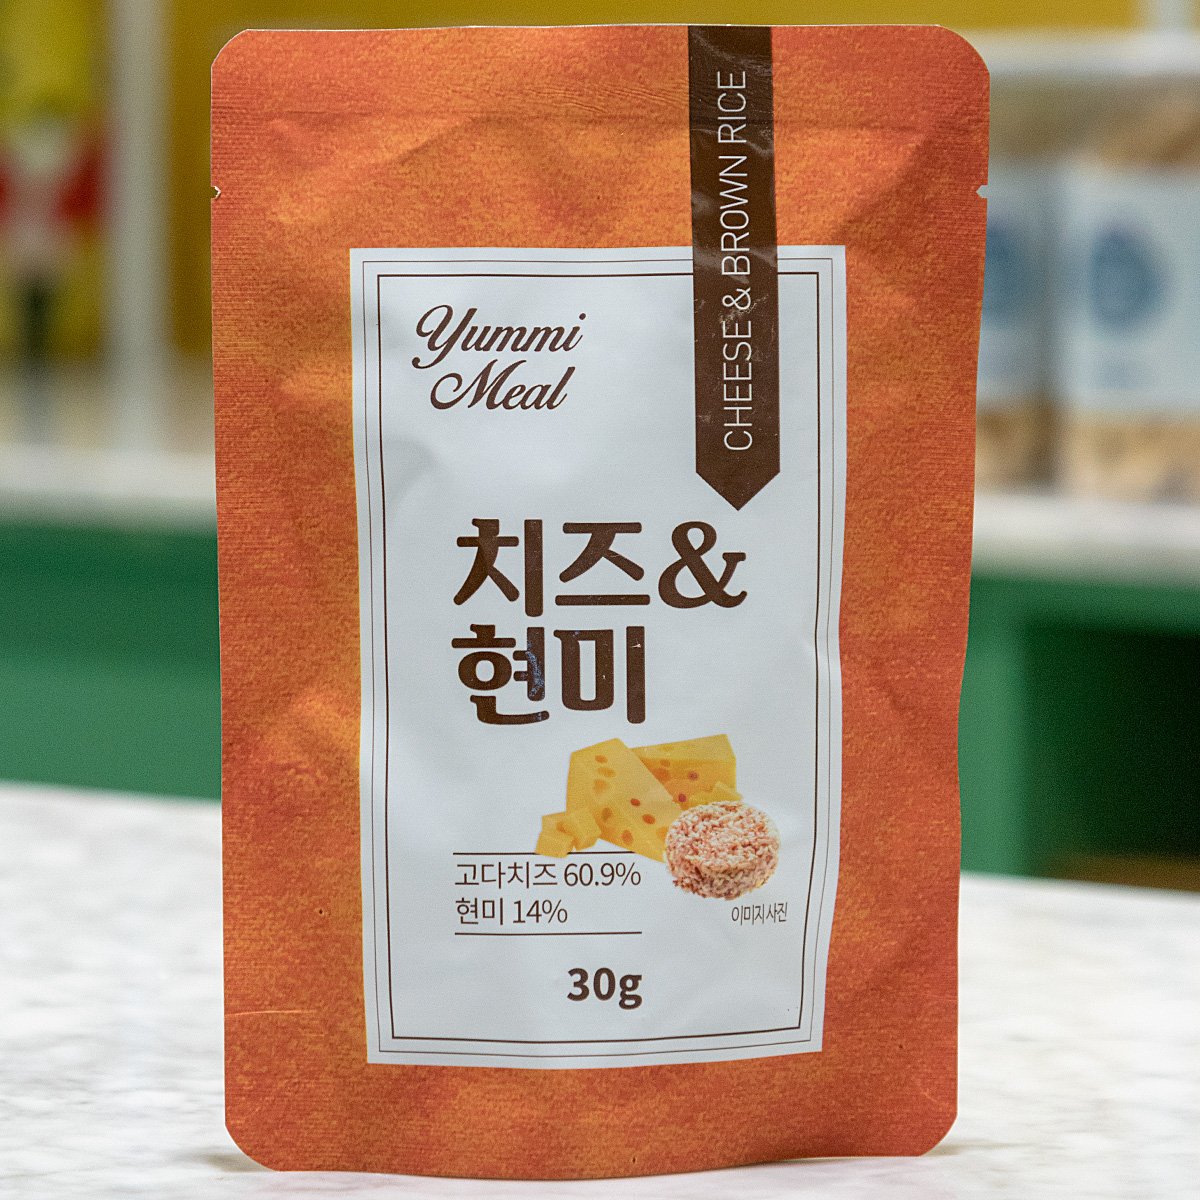 CHEESE & BROWN RICE
Yummi
Meal
치즈&
현미
고다치즈 60.9%
현미 14%
이미지 사진
30g